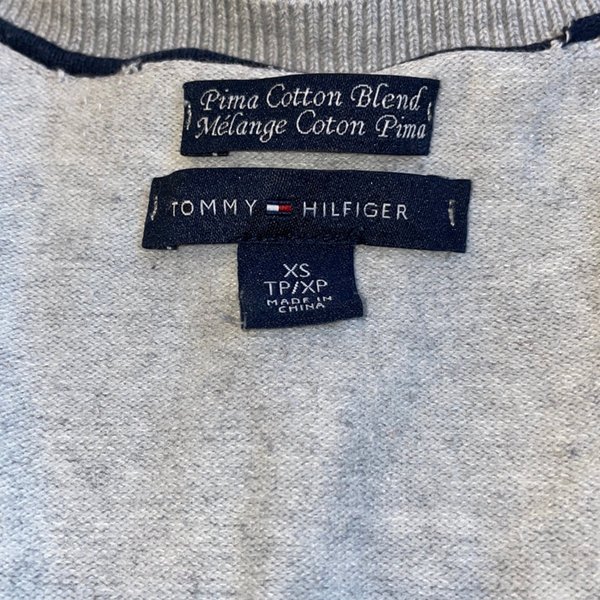 Pima Cotton Blend
Mélange Coton Pima
TOMMY HILFIGER
XS
TP/XP
MADE IN
CHINA